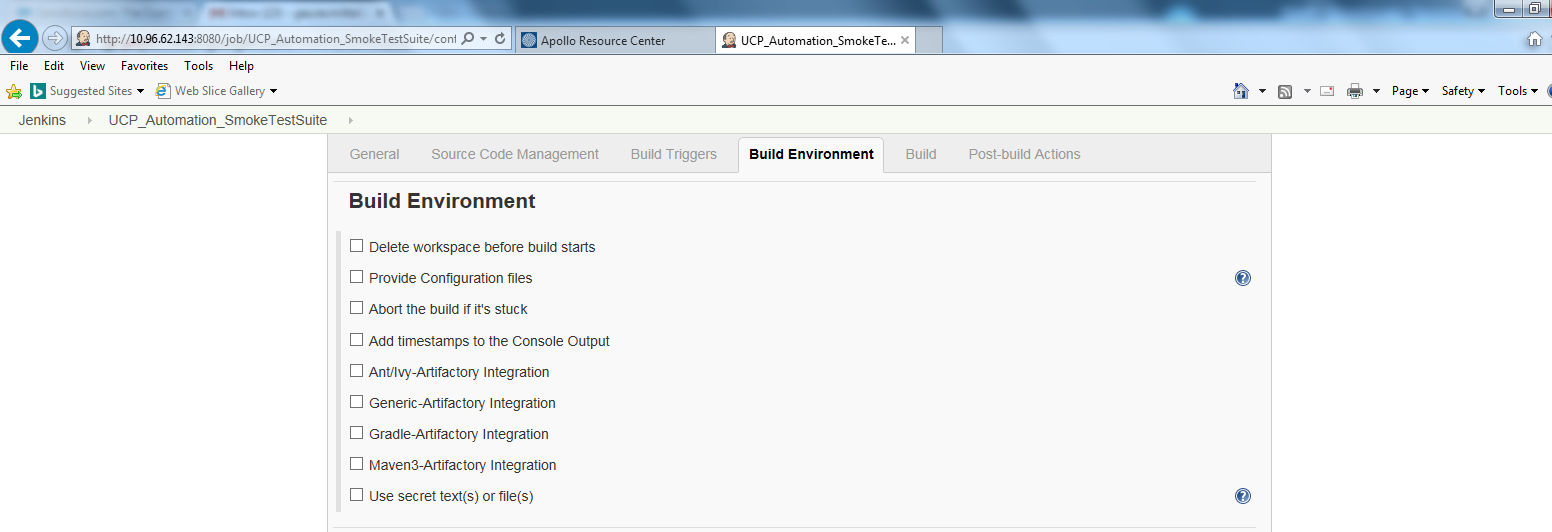 http://10.96.62.143:8080/job/UCP_Automation_SmokeTestSuite/conf
Apollo Resource Center
UCP_Automation_SmokeTe...
File Edit View Favorites Tools Help
Suggested Sites Web Slice Gallery
Page Safety Tools
Jenkins UCP_Automation_SmokeTestSuite
General Source Code Management Build Triggers Build Environment Build Post-build Actions
Build Environment
Delete workspace before build starts
Provide Configuration files
Abort the build if it's stuck
Add timestamps to the Console Output
Ant/Ivy-Artifactory Integration
Generic-Artifactory Integration
Gradle-Artifactory Integration
Maven3-Artifactory Integration
Use secret text(s) or file(s)